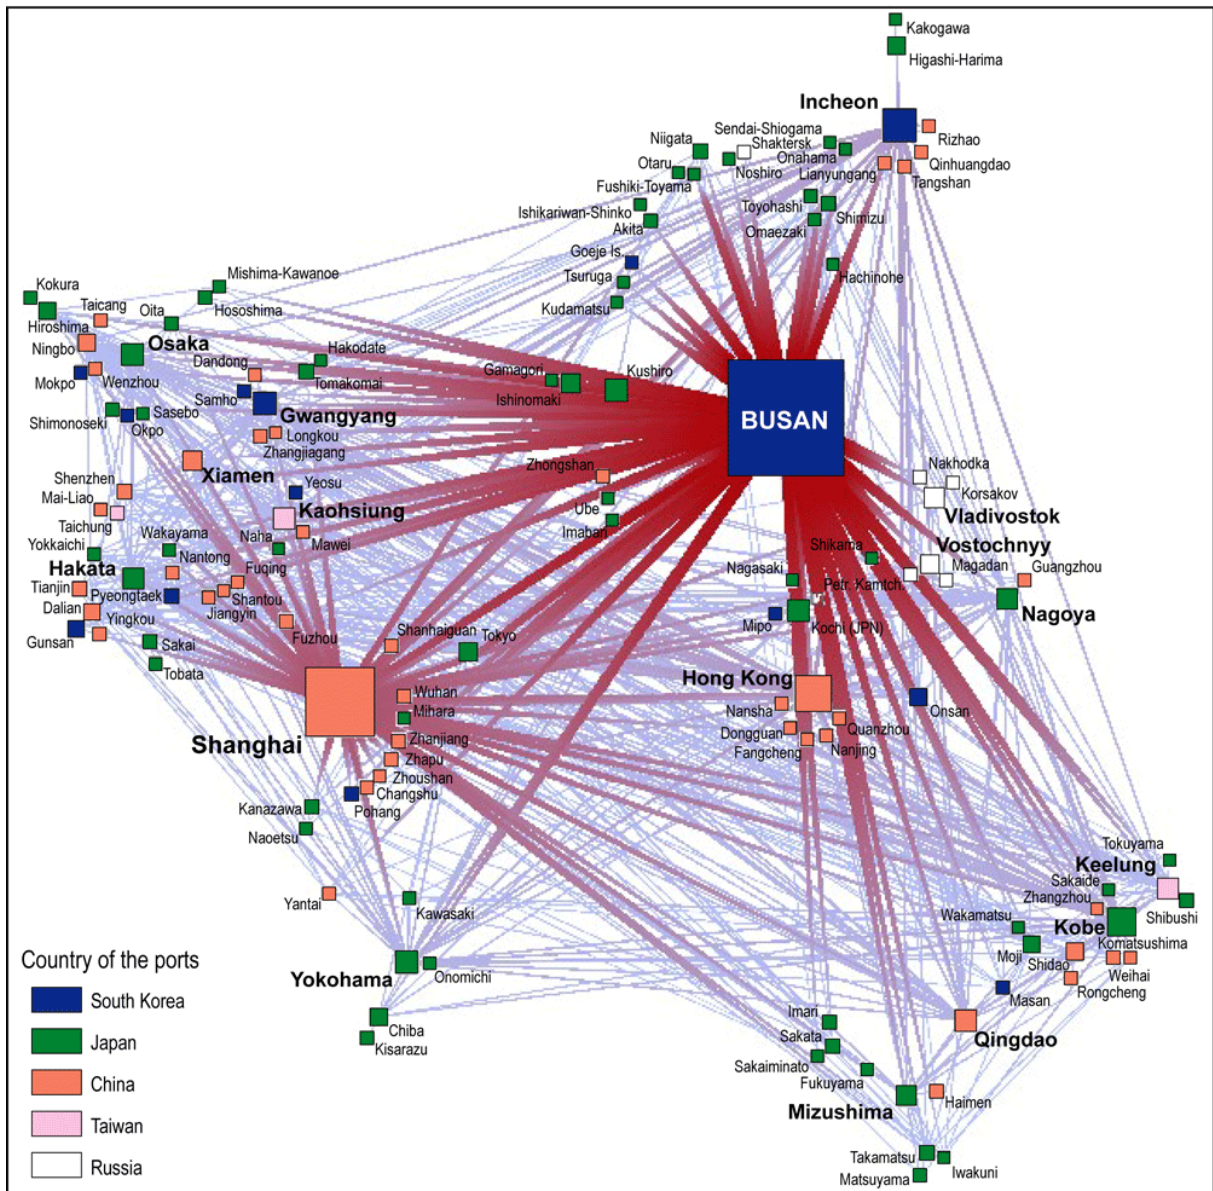 Kakogawa
Higashi-Harima
Incheon
Sendai-Shiogama
Niigata
Shaktersk
Rizhao
Otaru
Onahama
Qinhuangdao
Noshiro
Lianyungang
Tangshan
Fushiki-Toyama
Toyohashi
Ishikariwan-Shinko
Shimizu
Akita
Omaezaki
Goeje Is.
Mishima-Kawanoe
Tsuruga
Hachinohe
Kokura
Taicang
Oita
Hososhima
Kudamatsu
Hiroshima
Osaka
Ningbo
Dandong
Hakodate
Gamagori
Kushiro
Mokpo
Wenzhou
Tomakomai
Samho
Ishinomaki
Shimonoseki
Sasebo
Gwangyang
BUSAN
Okpo
Longkou
Zhangjiagang
Xiamen
Zhongshan
Nakhodka
Shenzhen
Yeosu
Korsakov
Mai-Liao
Kaohsiung
Ube
Vladivostok
Taichung
Wakayama
Naha
Mawei
Imabari
Yokkaichi
Nantong
Shikama
Vostochnyy
Hakata
Fuqing
Nagasaki
Magadan
Guangzhou
Tianjin
Pyeongtaek
Shantou
Petr. Kamtch.
Dalian
Yingkou
Jiangyin
Nagoya
Gunsan
Fuzhou
Shanhaiguan
Tokyo
Mipo
Kochi (JPN)
Sakai
Tobata
Hong Kong
Wuhan
Nansha
Onsan
Mihara
Dongguan
Quanzhou
Shanghai
Zhanjiang
Fangcheng
Nanjing
Zhapu
Zhoushan
Changshu
Kanazawa
Pohang
Naoetsu
Tokuyama
Keelung
Sakaide
Yantai
Zhangzhou
Kawasaki
Wakamatsu
Shibushi
Kobe
Komatsushima
Moji
Shidao
Weihai
Yokohama
Onomichi
Rongcheng
Masan
Imari
Chiba
Sakata
Qingdao
Kisarazu
Sakaiminato
Fukuyama
Mizushima
Haimen
Takamatsu
Iwakuni
Matsuyama
Country of the ports
South Korea
Japan
China
Taiwan
Russia